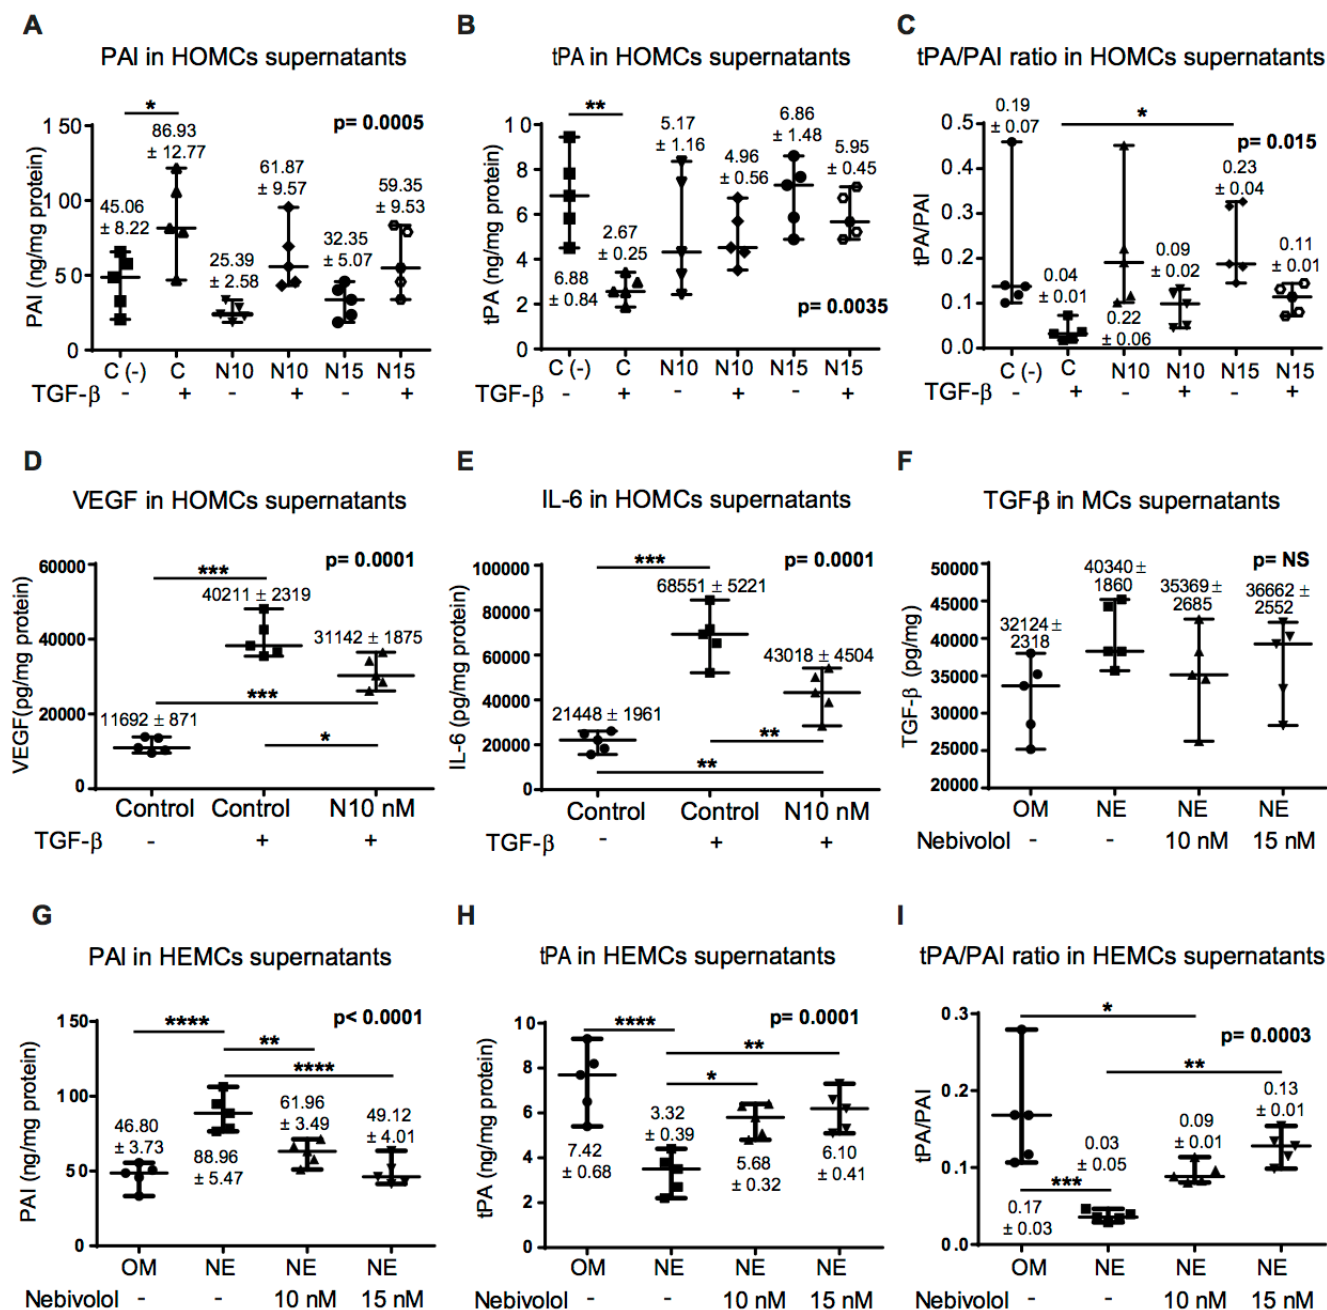 A
PAI in HOMCs supernatants
*
p= 0.0005
PAI (ng/mg protein)
150
100
50
0
45.06
± 8.22
86.93
± 12.77
25.39
± 2.58
61.87
± 9.57
32.35
± 5.07
59.35
± 9.53
C (-) C N10 N10 N15 N15
TGF-β - + - + - +
B
tPA in HOMCs supernatants
**
p= 0.0035
tPA (ng/mg protein)
10
8
6
4
2
0
6.88
± 0.84
2.67
± 0.25
5.17
± 1.16
4.96
± 0.56
6.86
± 1.48
5.95
± 0.45
C (-) C N10 N10 N15 N15
- + - + - +
C
tPA/PAI ratio in HOMCs supernatants
*
p= 0.015
tPA/PAI
0.5
0.4
0.3
0.2
0.1
0.0
0.19
± 0.07
0.04
± 0.01
0.22
± 0.06
0.09
± 0.02
0.23
± 0.04
0.11
± 0.01
C (-) C N10 N10 N15 N15
TGF-β - + - + - +
D
VEGF in HOMCs supernatants
p= 0.0001
***
***
*
VEGF(pg/mg protein)
60000
40000
20000
0
11692 ± 871
40211 ± 2319
31142 ± 1875
Control Control N10 nM
TGF-β - + +
E
IL-6 in HOMCs supernatants
p= 0.0001
***
**
**
IL-6 (pg/mg protein)
100000
80000
60000
40000
20000
0
21448 ± 1961
68551 ± 5221
43018 ± 4504
Control Control N10 nM
TGF-β - + +
F
TGF-β in MCs supernatants
p= NS
TGF-β (pg/mg)
50000
45000
40000
35000
30000
25000
20000
32124 ±
2318
40340 ±
1860
35369 ±
2685
36662 ±
2552
OM NE NE NE
Nebivolol - - 10 nM 15 nM
G
PAI in HEMCs supernatants
p< 0.0001
****
**
****
PAI (ng/mg protein)
150
100
50
0
46.80
± 3.73
88.96
± 5.47
61.96
± 3.49
49.12
± 4.01
OM NE NE NE
Nebivolol - - 10 nM 15 nM
H
tPA in HEMCs supernatants
p= 0.0001
****
**
*
tPA (ng/mg protein)
10
8
6
4
2
0
7.42
± 0.68
3.32
± 0.39
5.68
± 0.32
6.10
± 0.41
OM NE NE NE
Nebivolol - - 10 nM 15 nM
I
tPA/PAI ratio in HEMCs supernatants
*
p= 0.0003
**
***
tPA/PAI
0.3
0.2
0.1
0.0
0.17
± 0.03
0.03
± 0.05
0.09
± 0.01
0.13
± 0.01
OM NE NE NE
Nebivolol - - 10 nM 15 nM